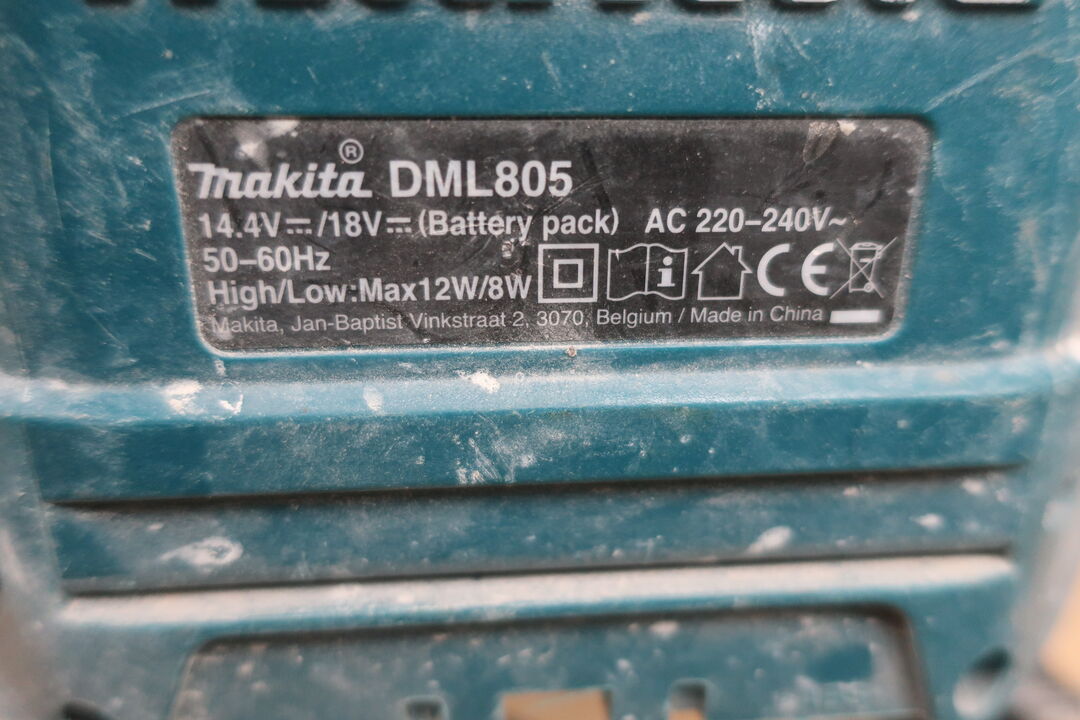 Makita® DML805
14.4V⎓/18V⎓(Battery pack) AC 220–240V~
50–60Hz
High/Low:Max12W/8W
Makita, Jan-Baptist Vinkstraat 2, 3070, Belgium / Made in China